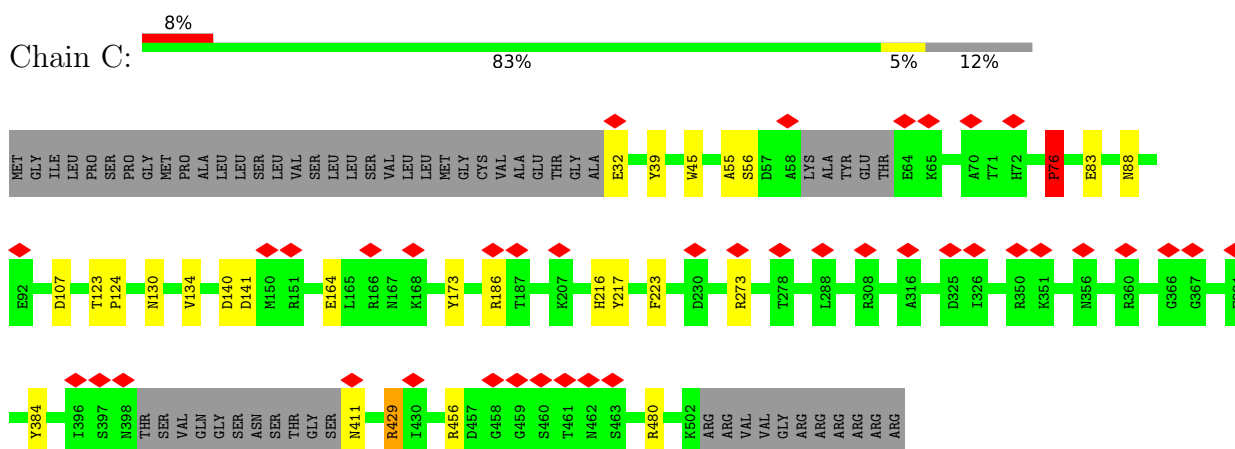 8%
Chain C:
83% 5% 12%
MET GLY ILE LEU PRO SER PRO GLY MET PRO ALA LEU LEU SER LEU VAL SER LEU LEU SER VAL LEU LEU MET GLY CYS VAL ALA GLU THR GLY ALA E32 Y39 W45 A55 S56 D57 A58 LYS ALA TYR GLU THR E64 K65 A70 T71 H72 P76 E83 N88
E92 D107 T123 P124 N130 V134 D140 D141 M150 R151 E164 L165 R166 N167 K168 Y173 R186 T187 K207 H216 Y217 F223 D230 R273 T278 L288 R308 A316 D325 I326 R350 K351 N356 R360 G366 G367
Y384 I396 S397 N398 THR SER VAL GLN GLY SER ASN SER THR GLY SER N411 R429 I430 R456 D457 G458 G459 S460 T461 N462 S463 R480 K502 ARG ARG VAL VAL GLY ARG ARG ARG ARG ARG ARG